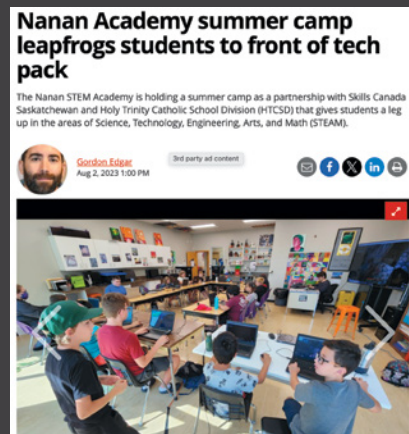 Nanan Academy summer camp
leapfrogs students to front of tech
pack
The Nanan STEM Academy is holding a summer camp as a partnership with Skills Canada
Saskatchewan and Holy Trinity Catholic School Division (HTCSD) that gives students a leg
up in the areas of Science, Technology, Engineering, Arts, and Math (STEAM).
Gordon Edgar
Aug 2, 2023 1:00 PM
3rd party ad content